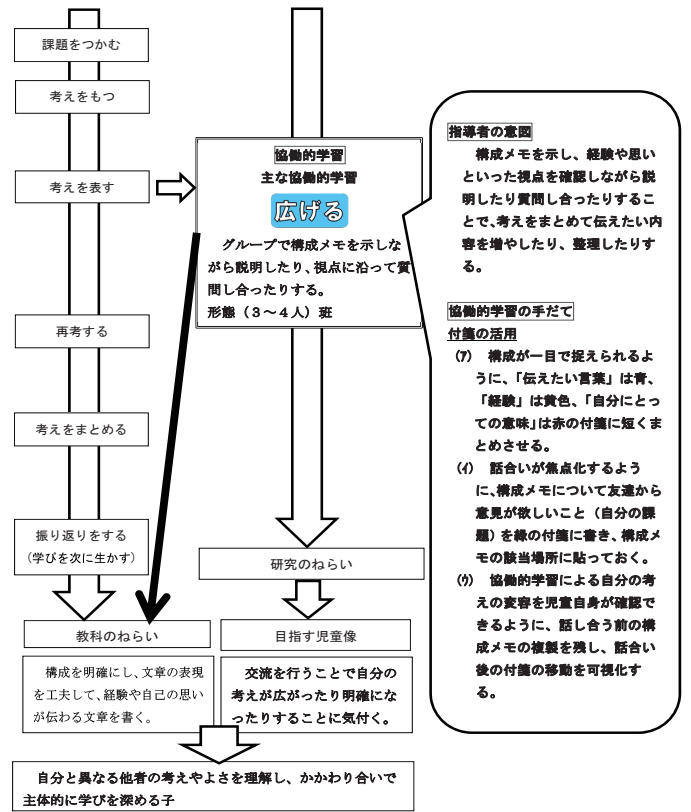 課題をつかむ
考えをもつ
考えを表す
再考する
考えをまとめる
振り返りをする
(学びを次に生かす)
協働的学習
主な協働的学習
広げる
グループで構成メモを示しな
がら説明したり、視点に沿って質
問し合ったりする。
形態（３～４人）班
指導者の意図
構成メモを示し、経験や思い
といった視点を確認しながら説
明したり質問し合ったりするこ
とで、考えをまとめて伝えたい内
容を増やしたり、整理したりす
る。
協働的学習の手だて
付箋の活用
(ｱ) 構成が一目で捉えられるよ
うに、「伝えたい言葉」は青、
「経験」は黄色、「自分にとっ
ての意味」は赤の付箋に短くま
とめさせる。
(ｲ) 話合いが焦点化するよう
に、構成メモについて友達から
意見が欲しいこと（自分の課
題）を緑の付箋に書き、構成メ
モの該当場所に貼っておく。
(ｳ) 協働的学習による自分の考
えの変容を児童自身が確認で
きるように、話し合う前の構
成メモの複製を残し、話合い
後の付箋の移動を可視化す
る。
研究のねらい
教科のねらい
目指す児童像
構成を明確にし、文章の表現
を工夫して、経験や自己の思い
が伝わる文章を書く。
交流を行うことで自分の
考えが広がったり明確にな
ったりすることに気付く。
自分と異なる他者の考えやよさを理解し、かかわり合いで
主体的に学びを深める子